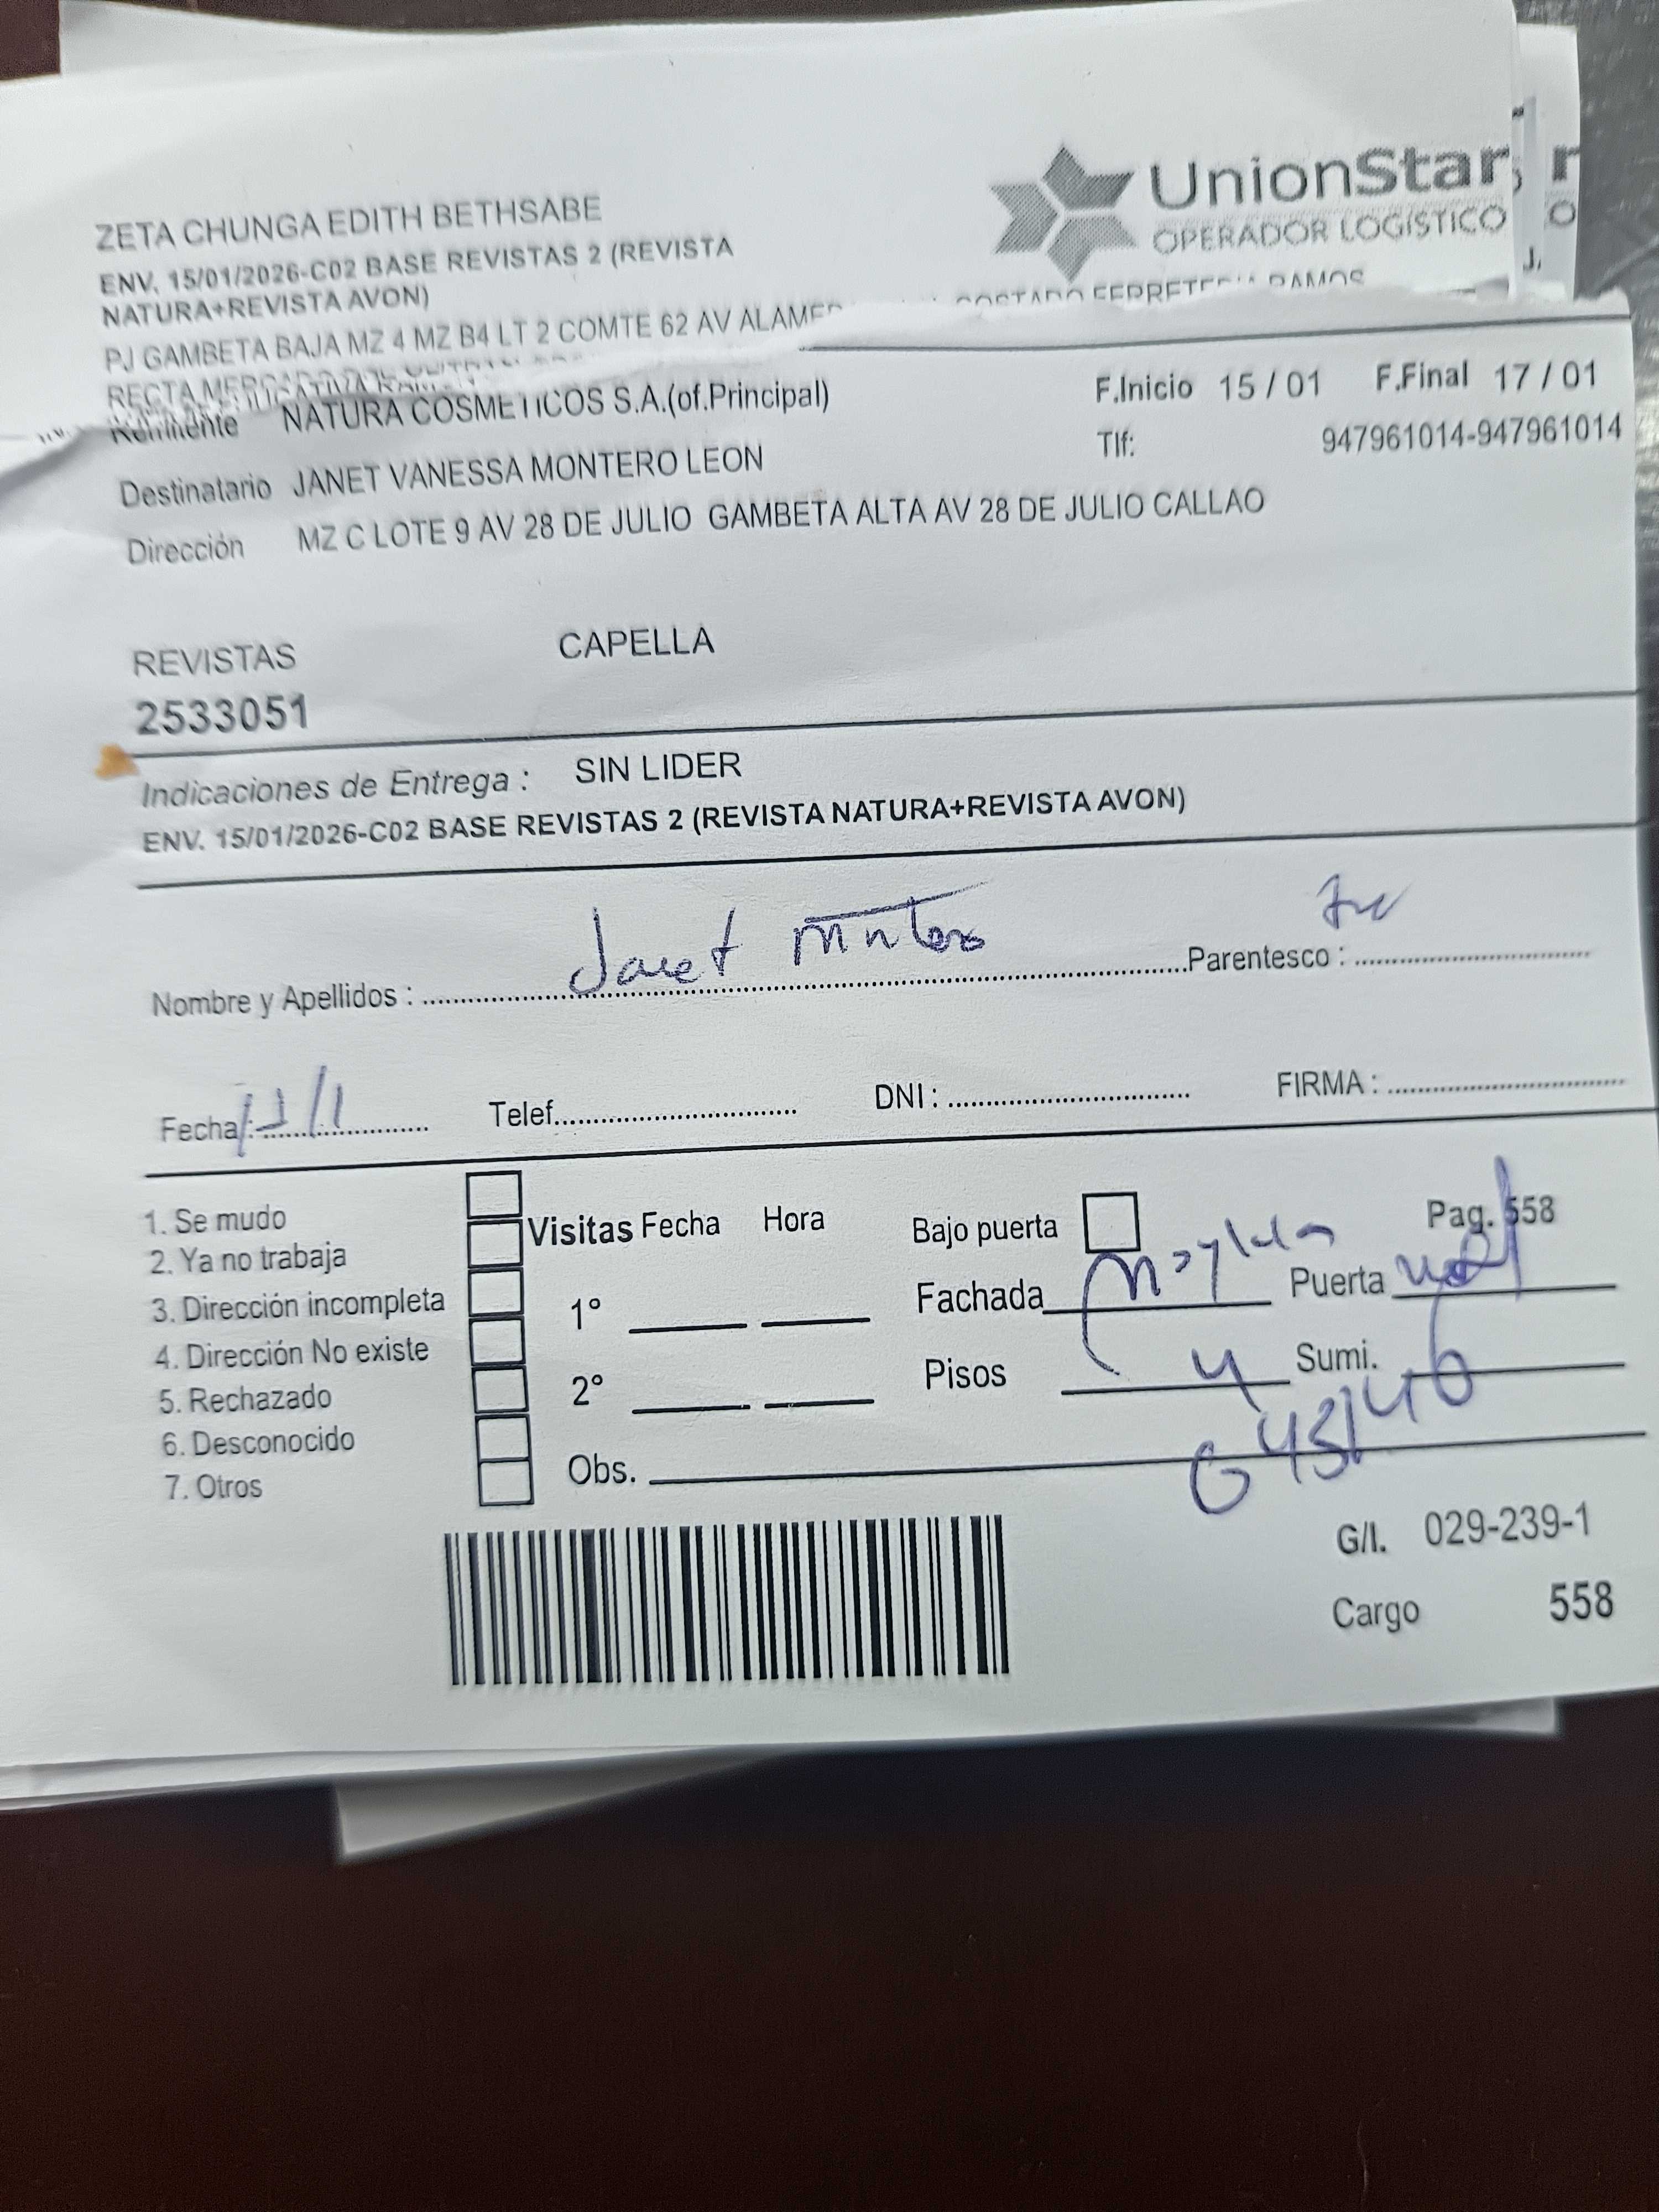 UnionStar
OPERADOR LOGÍSTICO
ZETA CHUNGA EDITH BETHSABE
ENV. 15/01/2026-C02 BASE REVISTAS 2 (REVISTA
NATURA+REVISTA AVON)
PJ GAMBETA BAJA MZ 4 MZ B4 LT 2 COMTE 62 AV COSTADO FERRETERIA RAMOS
Remitente NATURA COSMETICOS S.A.(of.Principal) F.Inicio 15 / 01 F.Final 17 / 01
Destinatario JANET VANESSA MONTERO LEON Tlf: 947961014-947961014
Dirección MZ C LOTE 9 AV 28 DE JULIO GAMBETA ALTA AV 28 DE JULIO CALLAO
REVISTAS CAPELLA
2533051
Indicaciones de Entrega : SIN LIDER
ENV. 15/01/2026-C02 BASE REVISTAS 2 (REVISTA NATURA+REVISTA AVON)
Nombre y Apellidos : Janet Parentesco :
Fecha: Telef. DNI : FIRMA :
1. Se mudo
2. Ya no trabaja
3. Dirección incompleta
4. Dirección No existe
5. Rechazado
6. Desconocido
7. Otros
Visitas Fecha Hora
1°
2°
Obs.
Bajo puerta Pag. 558
Fachada Puerta
Pisos 4 Sumi.
G/I. 029-239-1
Cargo 558